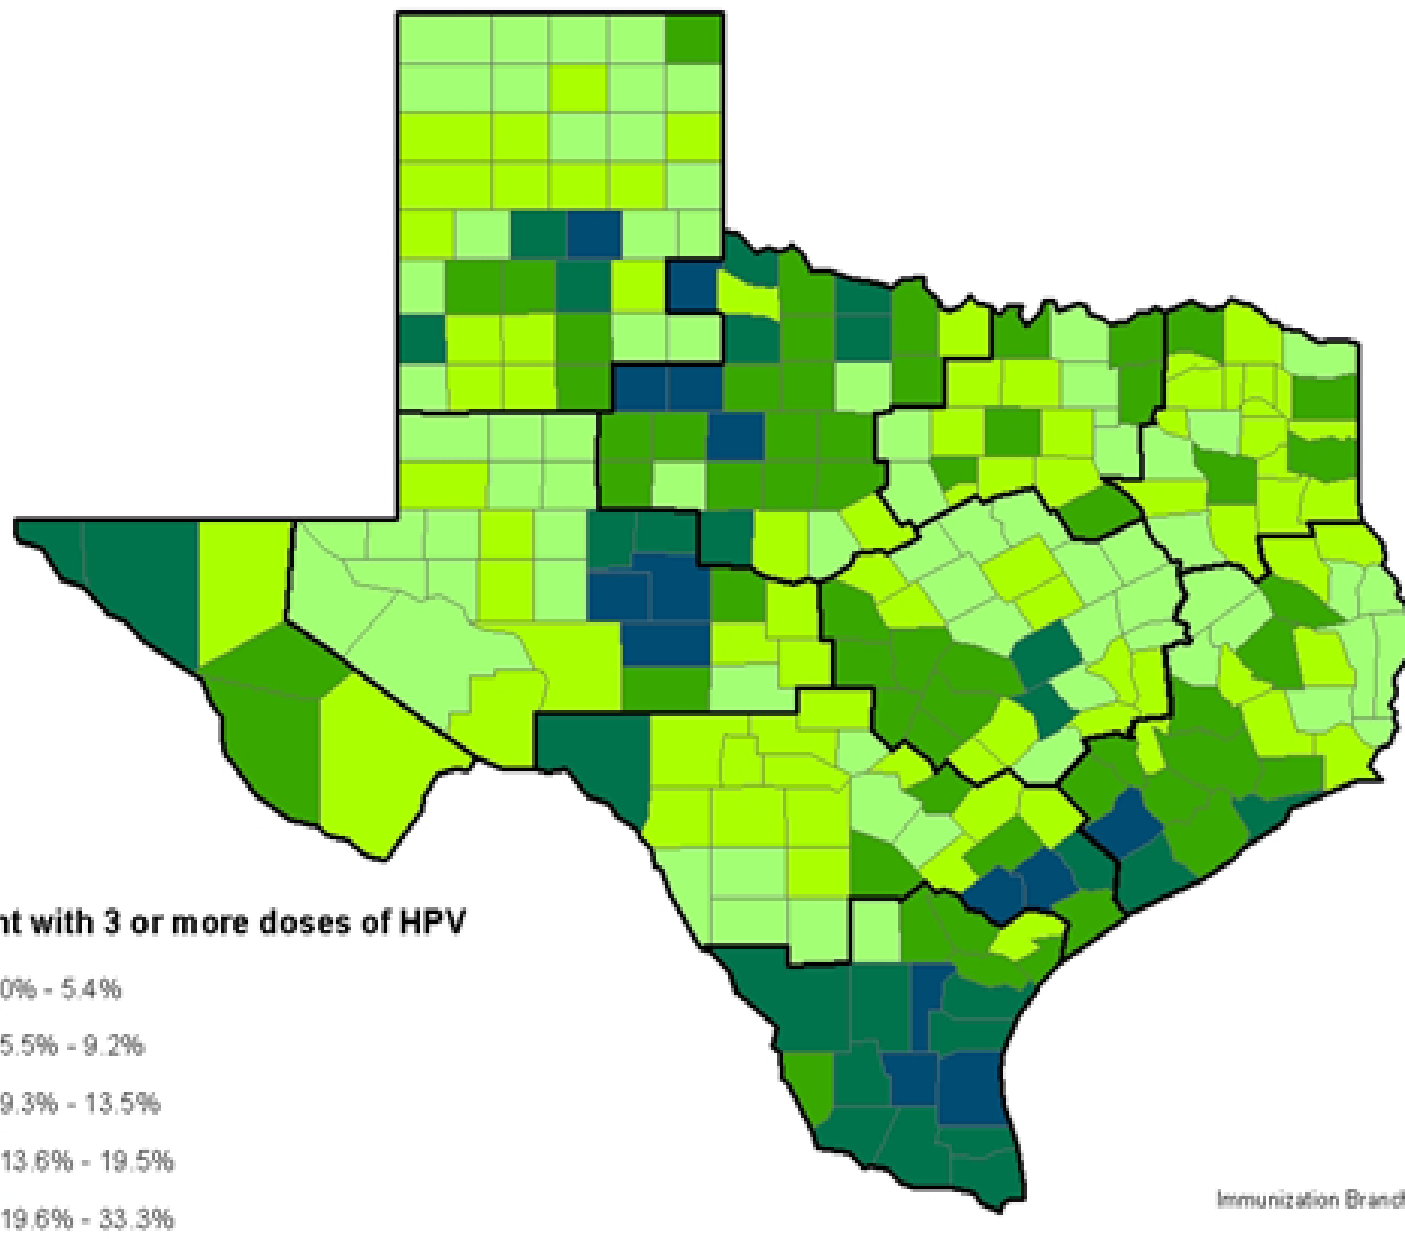 nt with 3 or more doses of HPV
0% - 5.4%
5.5% - 9.2%
9.3% - 13.5%
13.6% - 19.5%
19.6% - 33.3%
Immunization Branch